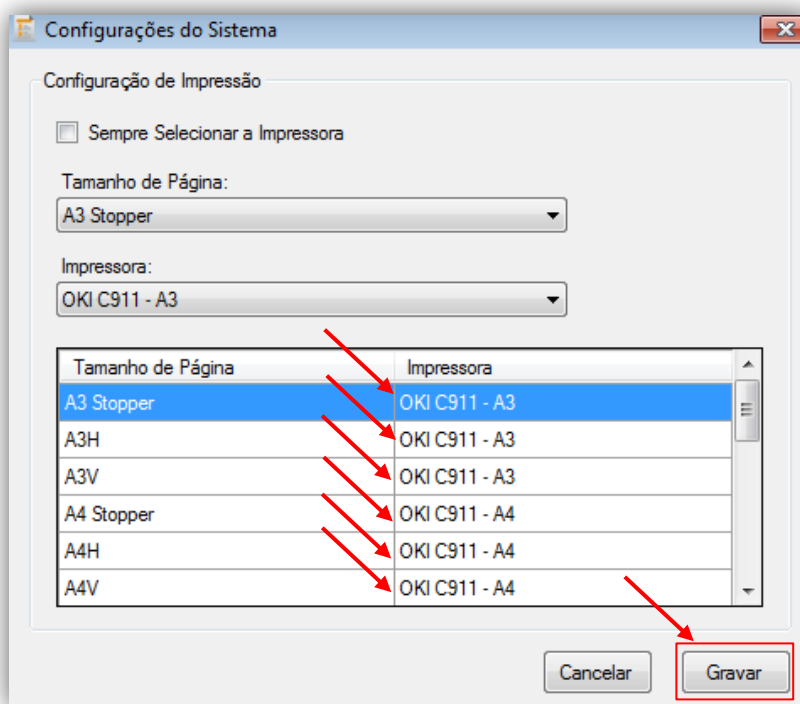 Configurações do Sistema
Configuração de Impressão
Sempre Selecionar a Impressora
Tamanho de Página:
A3 Stopper
Impressora:
OKI C911 - A3
Tamanho de Página Impressora
A3 Stopper OKI C911 - A3
A3H OKI C911 - A3
A3V OKI C911 - A3
A4 Stopper OKI C911 - A4
A4H OKI C911 - A4
A4V OKI C911 - A4
Cancelar Gravar